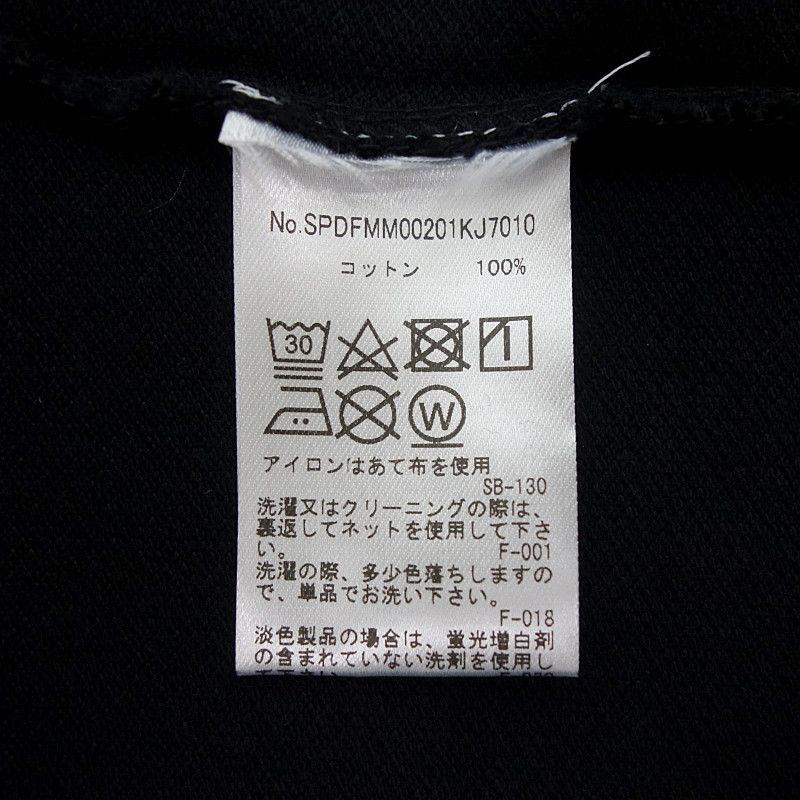 No.SPDFMM00201KJ7010
コットン 100%
30
W
アイロンはあて布を使用
SB-130
洗濯又はクリーニングの際は、
裏返してネットを使用して下さ
い。 F-001
洗濯の際、多少色落ちしますの
で、単品でお洗い下さい。
F-018
淡色製品の場合は、蛍光増白剤
の含まれていない洗剤を使用し